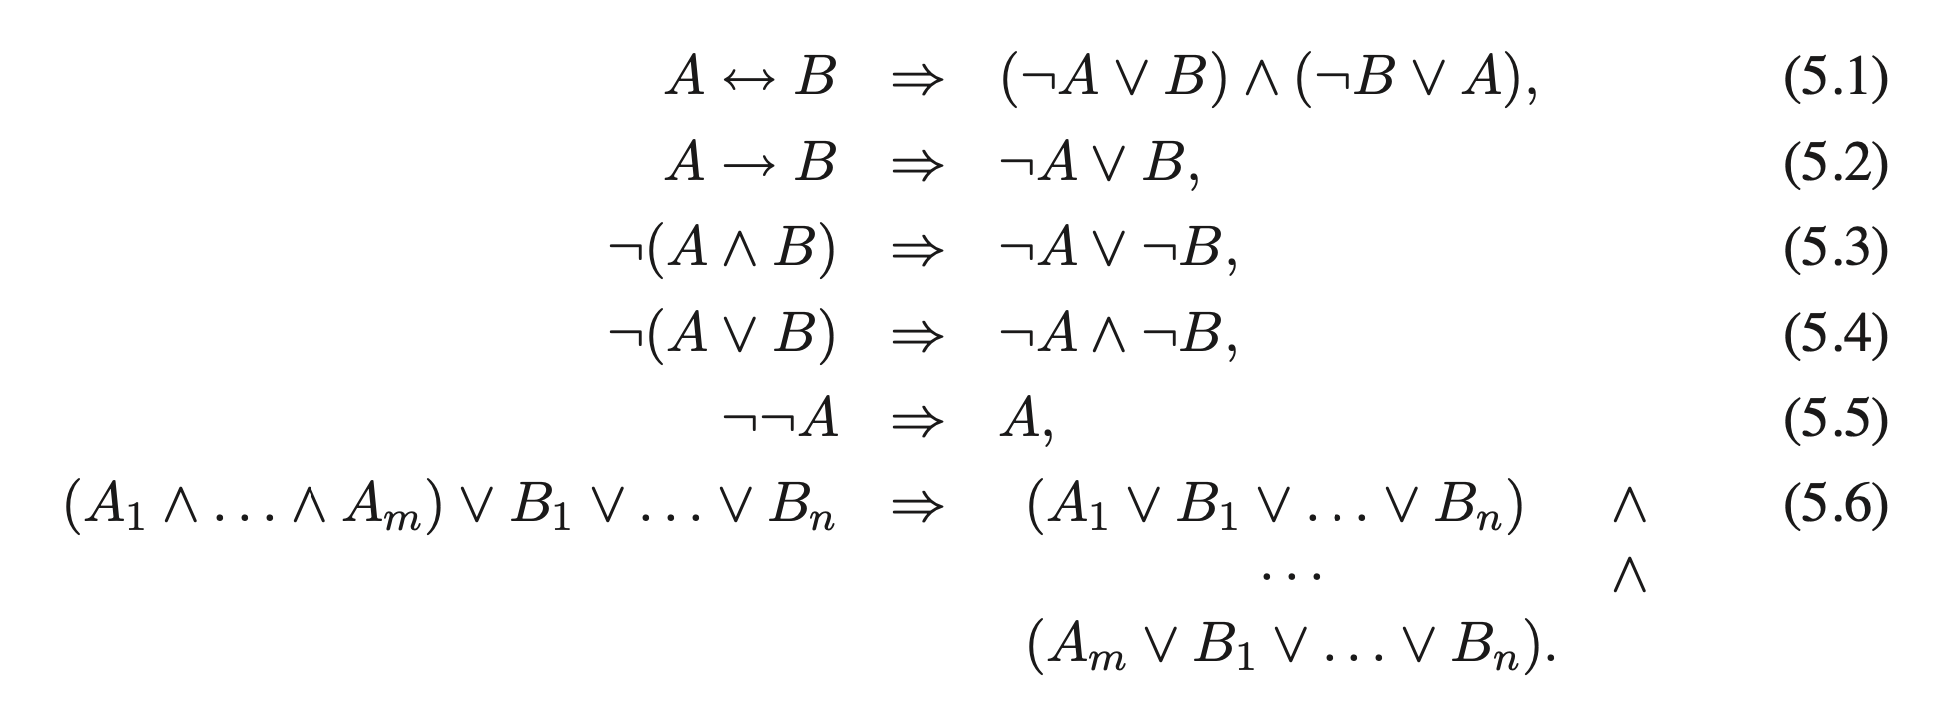 A ↔ B ⇒ (¬A ∨ B) ∧ (¬B ∨ A), (5.1)
A → B ⇒ ¬A ∨ B, (5.2)
¬(A ∧ B) ⇒ ¬A ∨ ¬B, (5.3)
¬(A ∨ B) ⇒ ¬A ∧ ¬B, (5.4)
¬¬A ⇒ A, (5.5)
(A₁ ∧ ... ∧ Aₘ) ∨ B₁ ∨ ... ∨ Bₙ ⇒ (A₁ ∨ B₁ ∨ ... ∨ Bₙ) ∧ (5.6)
... ∧
(Aₘ ∨ B₁ ∨ ... ∨ Bₙ).